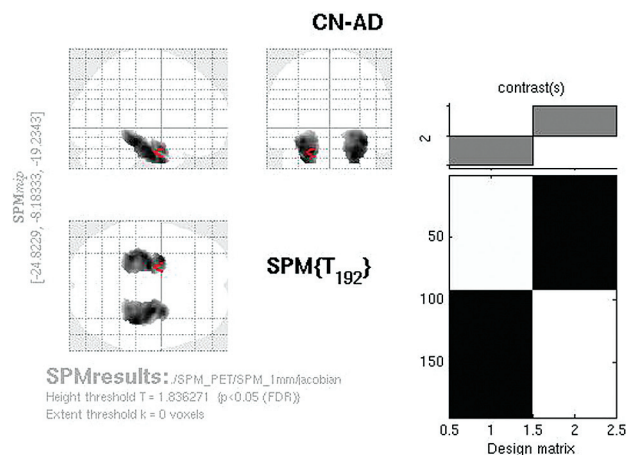 CN-AD
SPMmip
[-24.8229, -8.18333, -19.2343]
SPM{T192}
contrast(s)
2
50
100
150
0.5 1 1.5 2 2.5
Design matrix
SPMresults: ./SPM_PET/SPM_1mm/jacobian
Height threshold T = 1.836271 (p<0.05 (FDR))
Extent threshold k = 0 voxels